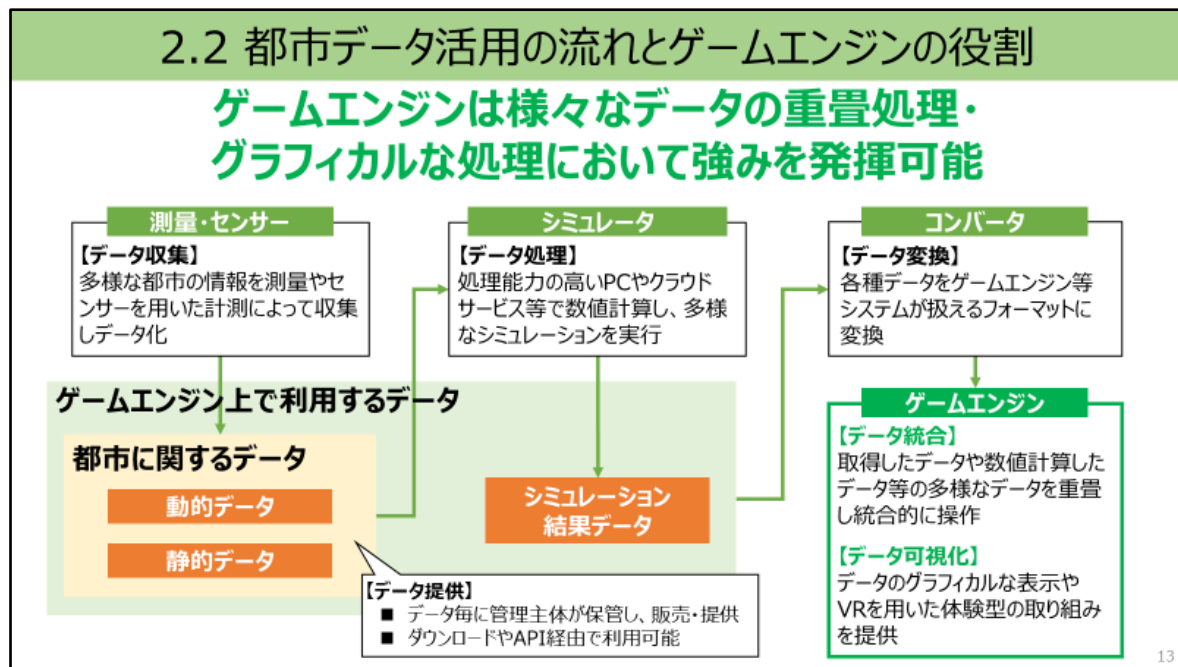 2.2 都市データ活用の流れとゲームエンジンの役割
ゲームエンジンは様々なデータの重畳処理・
グラフィカルな処理において強みを発揮可能
測量・センサー
【データ収集】
多様な都市の情報を測量やセ
ンサーを用いた計測によって収集
しデータ化
シミュレータ
【データ処理】
処理能力の高いPCやクラウド
サービス等で数値計算し、多様
なシミュレーションを実行
コンバータ
【データ変換】
各種データをゲームエンジン等
システムが扱えるフォーマットに
変換
ゲームエンジン上で利用するデータ
都市に関するデータ
動的データ
静的データ
シミュレーション
結果データ
【データ提供】
■ データ毎に管理主体が保管し、販売・提供
■ ダウンロードやAPI経由で利用可能
ゲームエンジン
【データ統合】
取得したデータや数値計算した
データ等の多様なデータを重畳
し統合的に操作
【データ可視化】
データのグラフィカルな表示や
VRを用いた体験型の取り組み
を提供
13